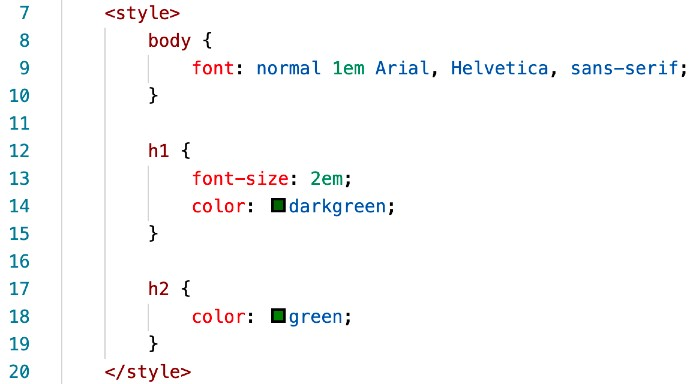 7 <style>
8 body {
9 font: normal 1em Arial, Helvetica, sans-serif;
10 }
11
12 h1 {
13 font-size: 2em;
14 color: darkgreen;
15 }
16
17 h2 {
18 color: green;
19 }
20 </style>